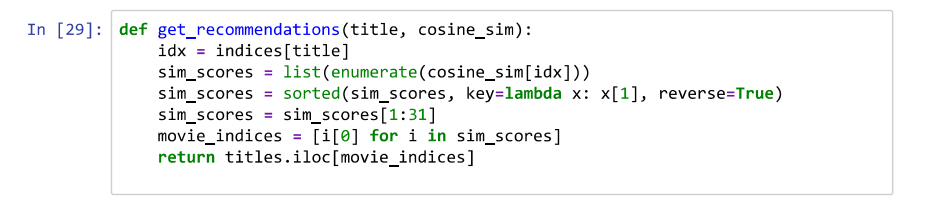 In [29]: def get_recommendations(title, cosine_sim):
    idx = indices[title]
    sim_scores = list(enumerate(cosine_sim[idx]))
    sim_scores = sorted(sim_scores, key=lambda x: x[1], reverse=True)
    sim_scores = sim_scores[1:31]
    movie_indices = [i[0] for i in sim_scores]
    return titles.iloc[movie_indices]